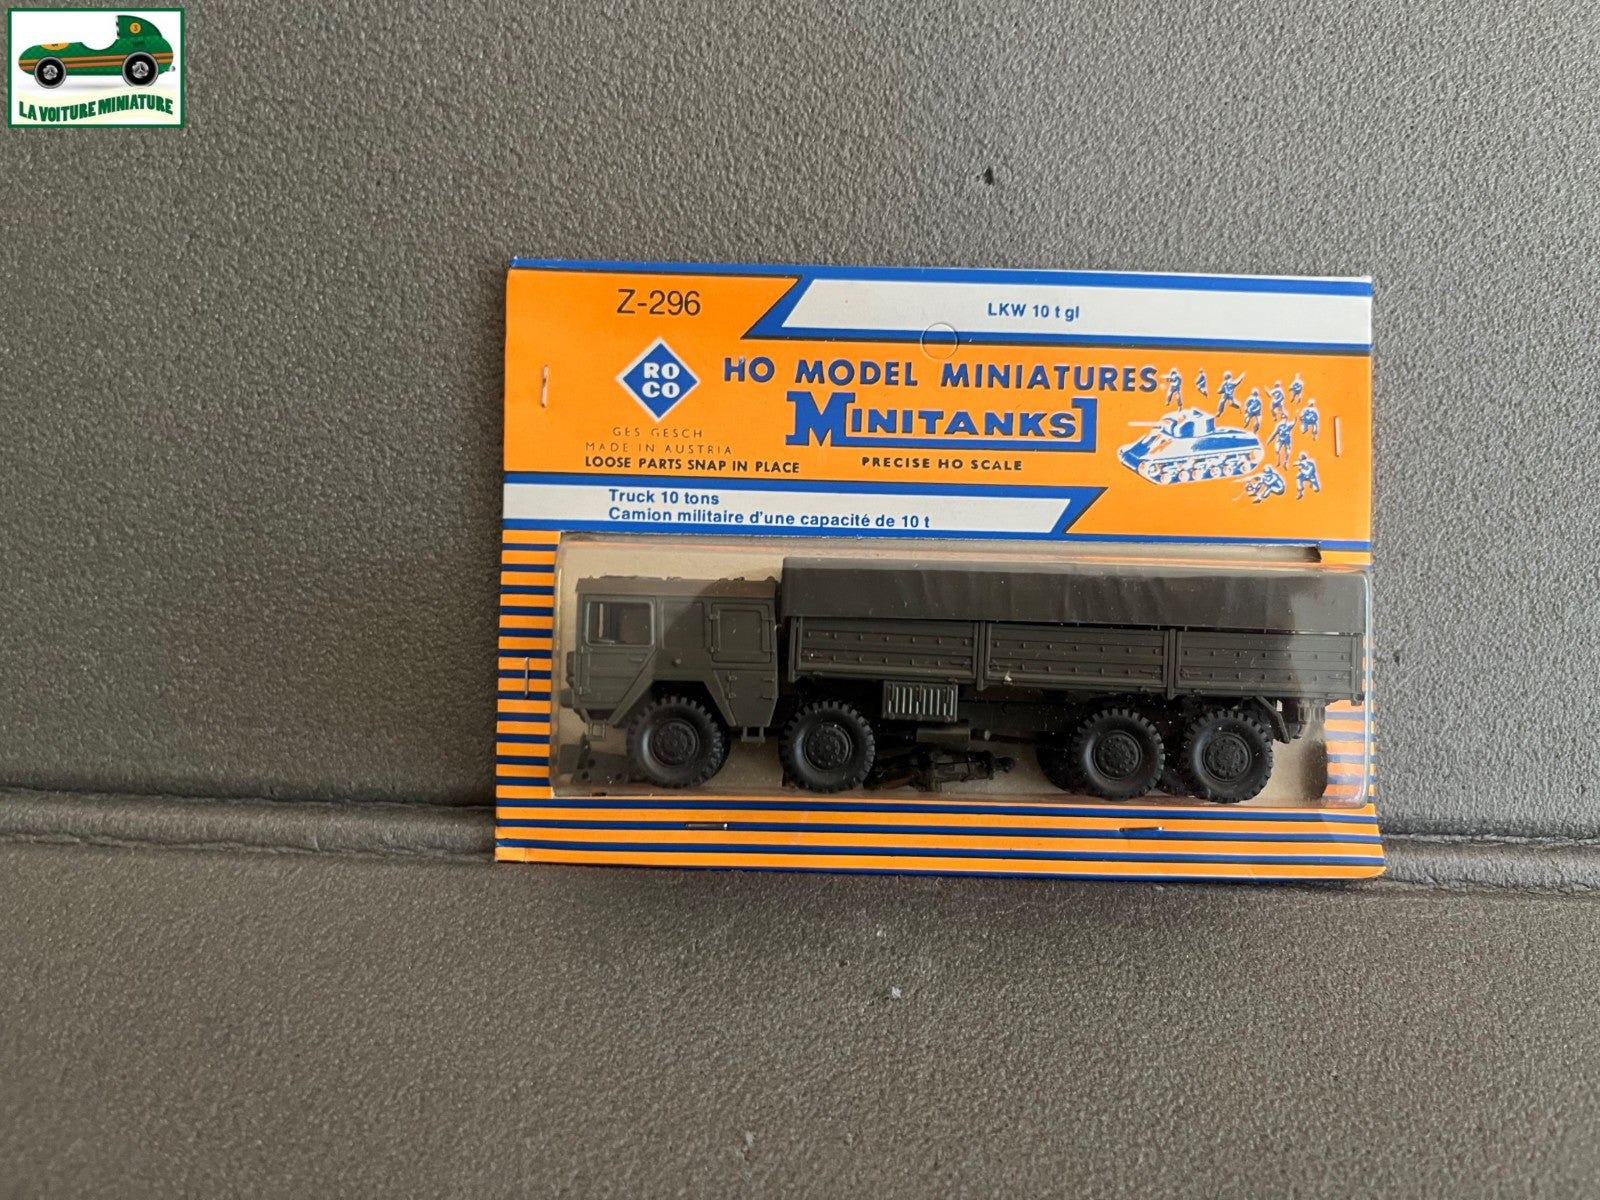 LA VOITURE MINIATURE
Z-296
LKW 10 t gl
RO
CO
HO MODEL MINIATURES
MINITANKS
GES GESCH
MADE IN AUSTRIA
LOOSE PARTS SNAP IN PLACE
PRECISE HO SCALE
Truck 10 tons
Camion militaire d'une capacité de 10 t